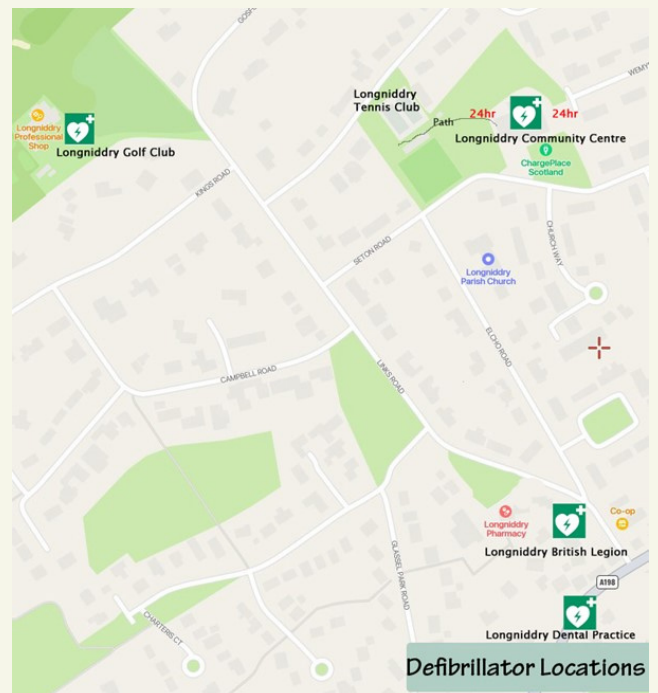 GOSF
Longniddry
Tennis Club
WEMYS
Longniddry
Professional
Shop
Longniddry Golf Club
24hr
24hr
Path
Longniddry Community Centre
ChargePlace
Scotland
KINGS ROAD
SETON ROAD
CHURCH WAY
Longniddry
Parish Church
ELCHO ROAD
CAMPBELL ROAD
LINKS ROAD
Longniddry
Pharmacy
Co-op
Longniddry British Legion
GLASSEL PARK ROAD
A198
CHARTERIS CT
Longniddry Dental Practice
Defibrillator Locations